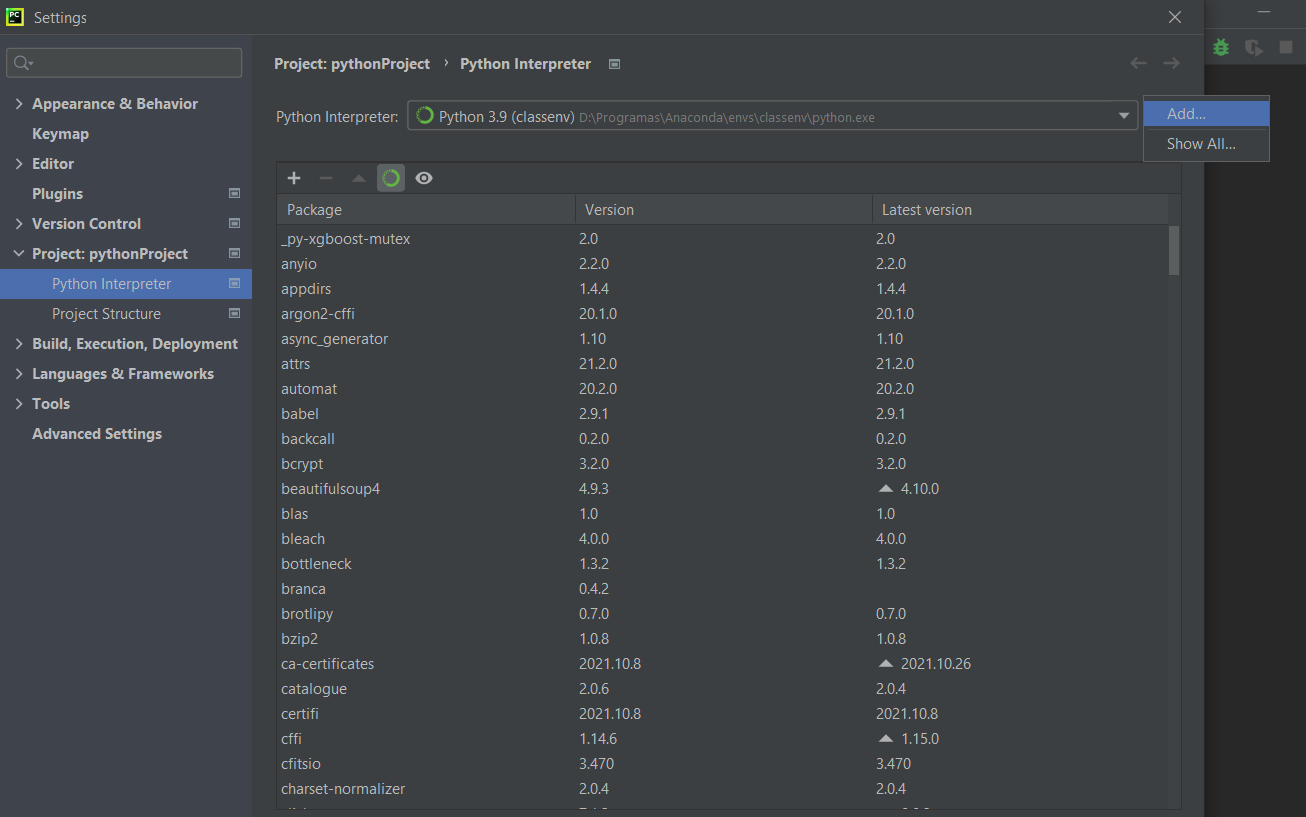 PC Settings
Project: pythonProject › Python Interpreter
Python Interpreter: Python 3.9 (classenv) D:\Programas\Anaconda\envs\classenv\python.exe
Add...
Show All...
Appearance & Behavior
Keymap
Editor
Plugins
Version Control
Project: pythonProject
Python Interpreter
Project Structure
Build, Execution, Deployment
Languages & Frameworks
Tools
Advanced Settings
Package Version Latest version
_py-xgboost-mutex 2.0 2.0
anyio 2.2.0 2.2.0
appdirs 1.4.4 1.4.4
argon2-cffi 20.1.0 20.1.0
async_generator 1.10 1.10
attrs 21.2.0 21.2.0
automat 20.2.0 20.2.0
babel 2.9.1 2.9.1
backcall 0.2.0 0.2.0
bcrypt 3.2.0 3.2.0
beautifulsoup4 4.9.3 4.10.0
blas 1.0 1.0
bleach 4.0.0 4.0.0
bottleneck 1.3.2 1.3.2
branca 0.4.2
brotlipy 0.7.0 0.7.0
bzip2 1.0.8 1.0.8
ca-certificates 2021.10.8 2021.10.26
catalogue 2.0.6 2.0.4
certifi 2021.10.8 2021.10.8
cffi 1.14.6 1.15.0
cfitsio 3.470 3.470
charset-normalizer 2.0.4 2.0.4